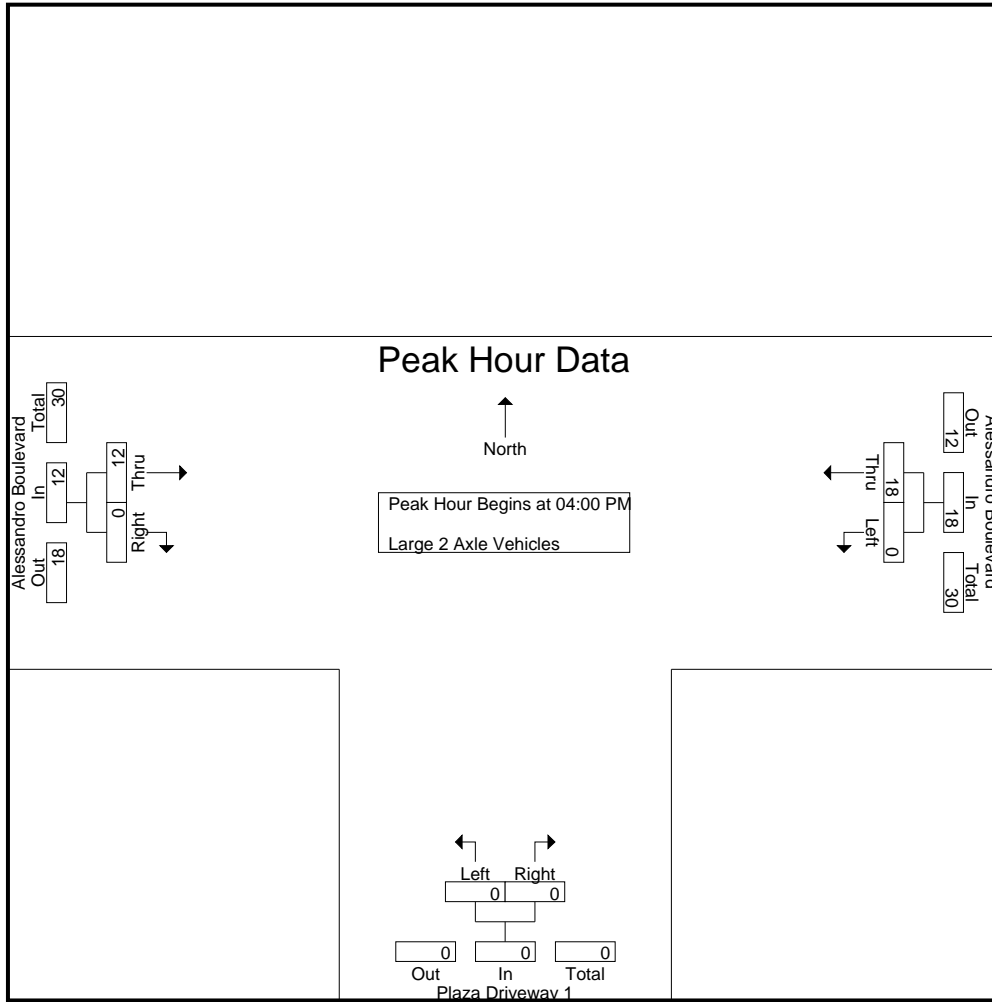 Peak Hour Data
North
Peak Hour Begins at 04:00 PM
Large 2 Axle Vehicles
Alessandro Boulevard
Out In Total
18 12 30
Right Thru
0 12
Alessandro Boulevard
Out In Total
12 18 30
Thru Left
18 0
Left Right
0 0
0 0 0
Out In Total
Plaza Driveway 1